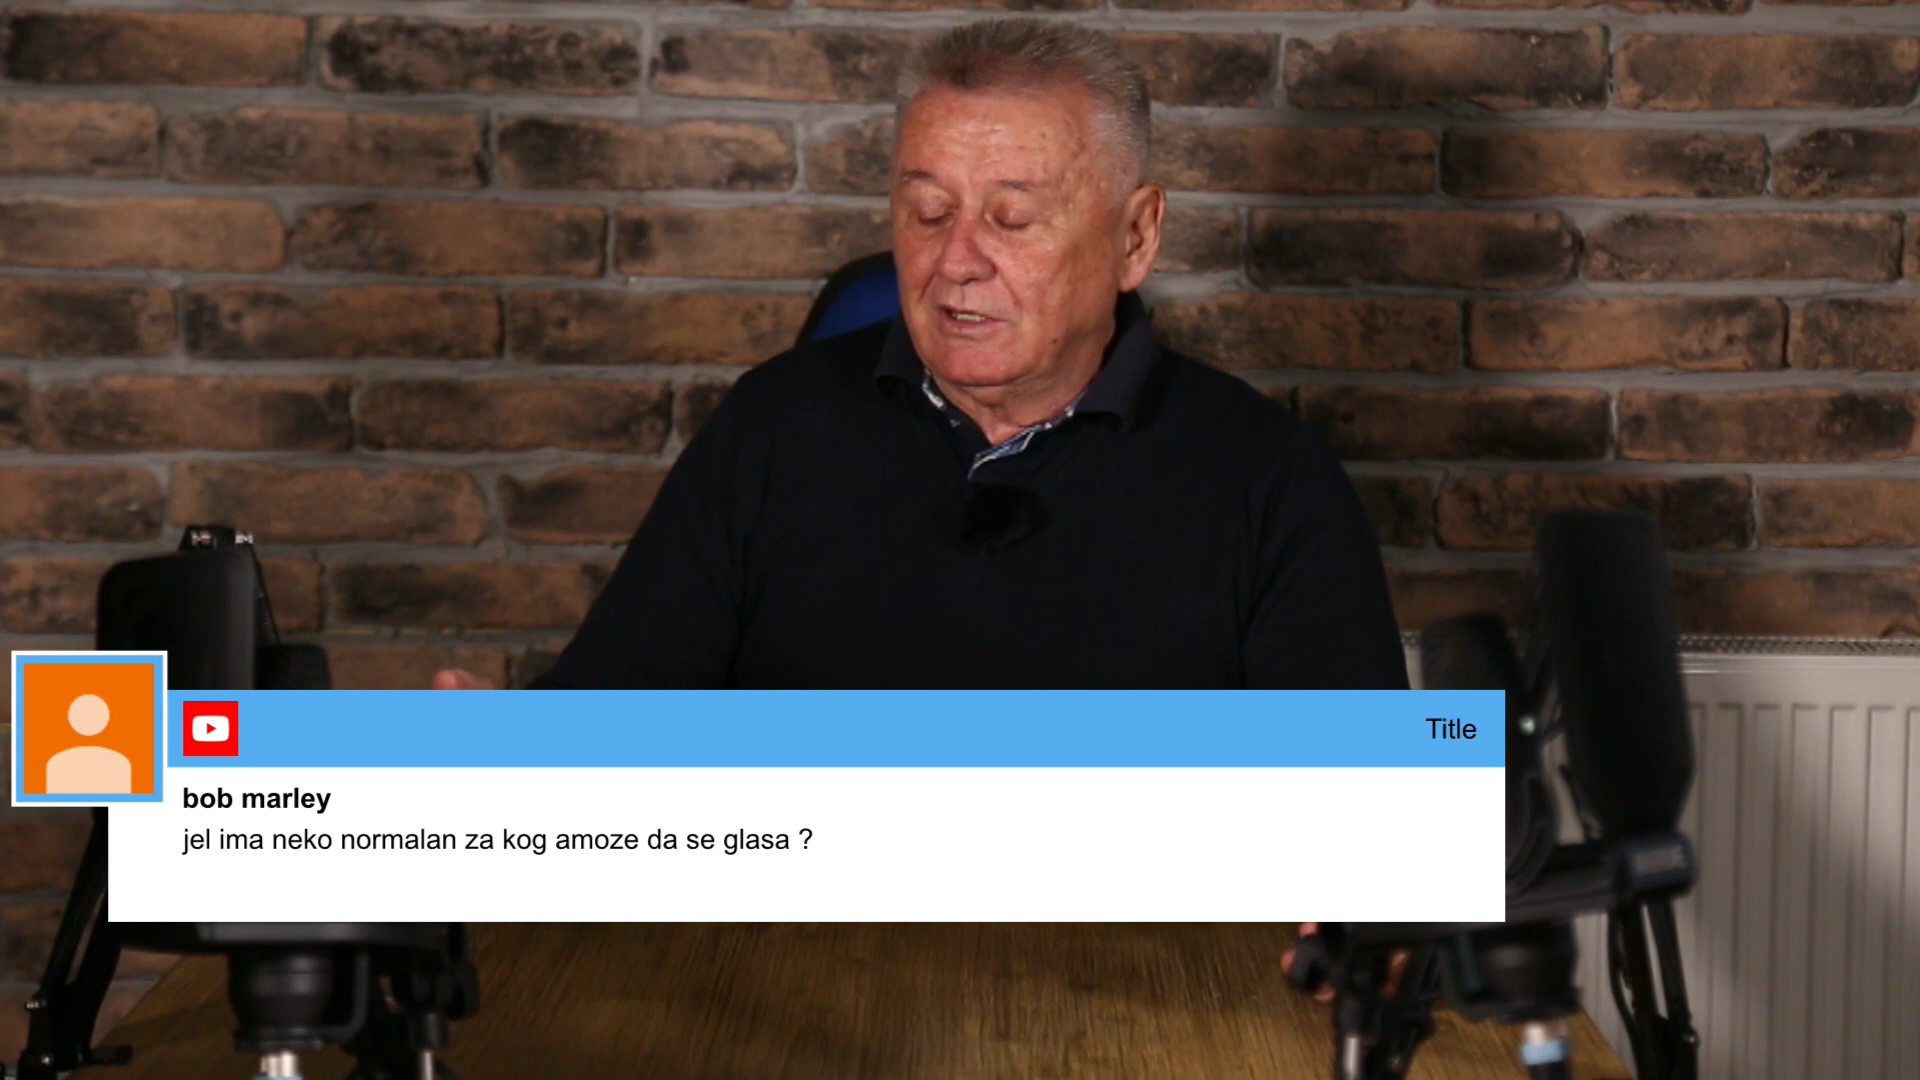 Title
bob marley
jel ima neko normalan za kog amoze da se glasa ?